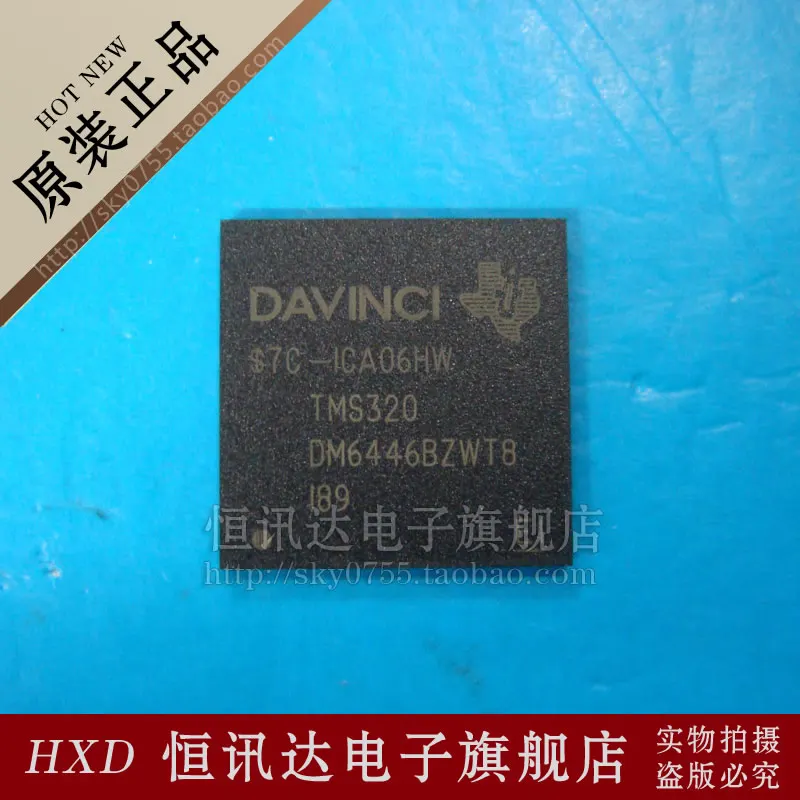 原装正品
HOT NEW
http://sky0755.taobao.com
DAVINCI
$7C-ICA06HW
TMS320
DM6446BZWT8
189
恒讯达电子旗舰店
http://sky0755.taobao.com
HXD 恒讯达电子旗舰店
实物拍摄
盗版必究